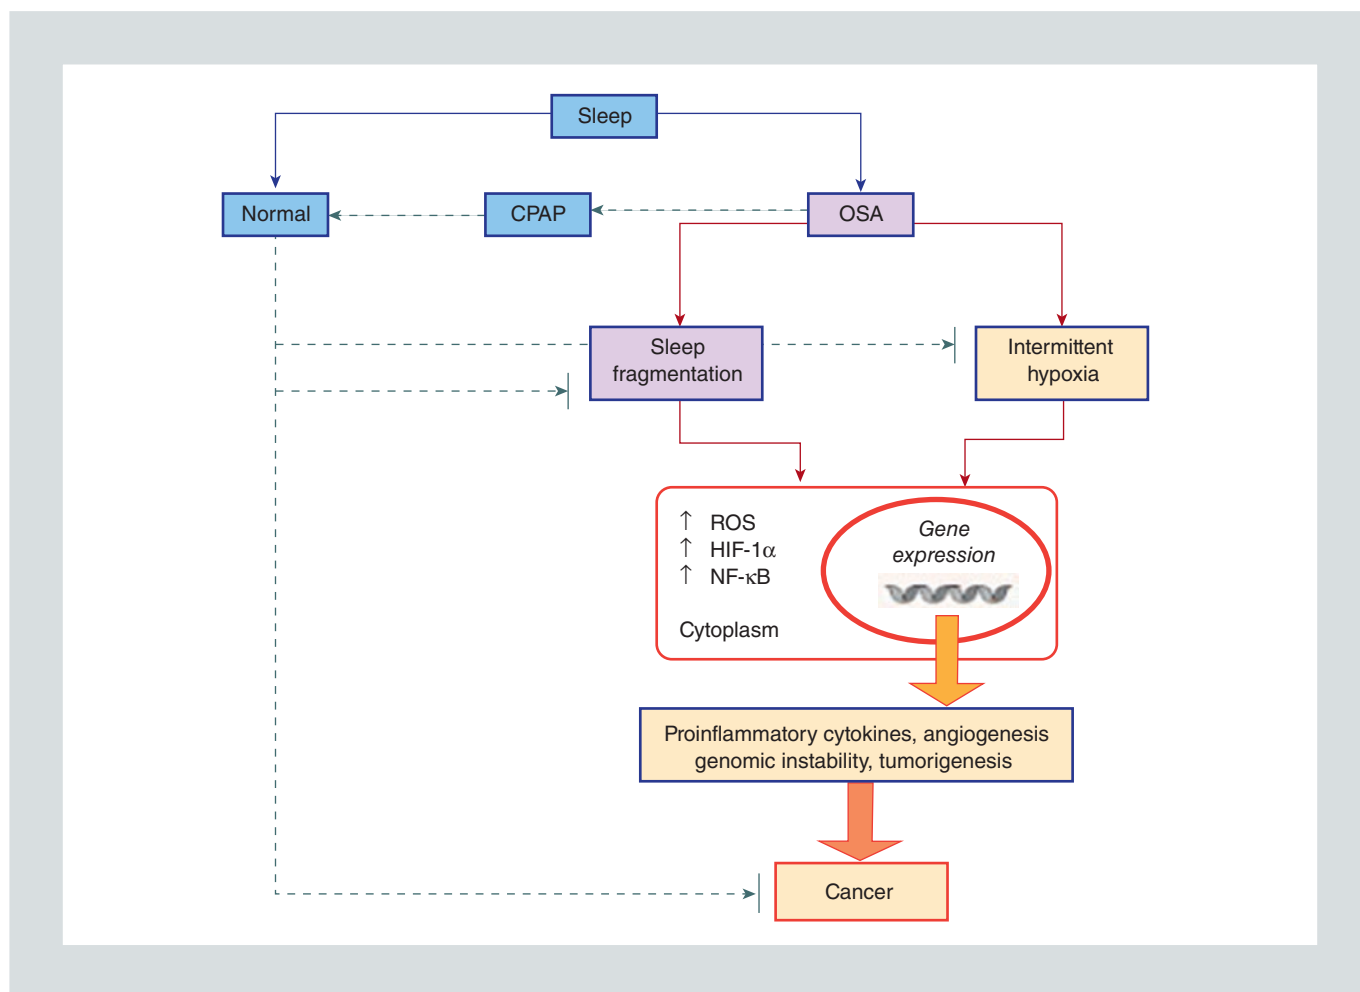 Sleep
Normal
CPAP
OSA
Sleep
fragmentation
Intermittent
hypoxia
↑ ROS
↑ HIF-1α
↑ NF-κB
Cytoplasm
Gene
expression
Proinflammatory cytokines, angiogenesis
genomic instability, tumorigenesis
Cancer